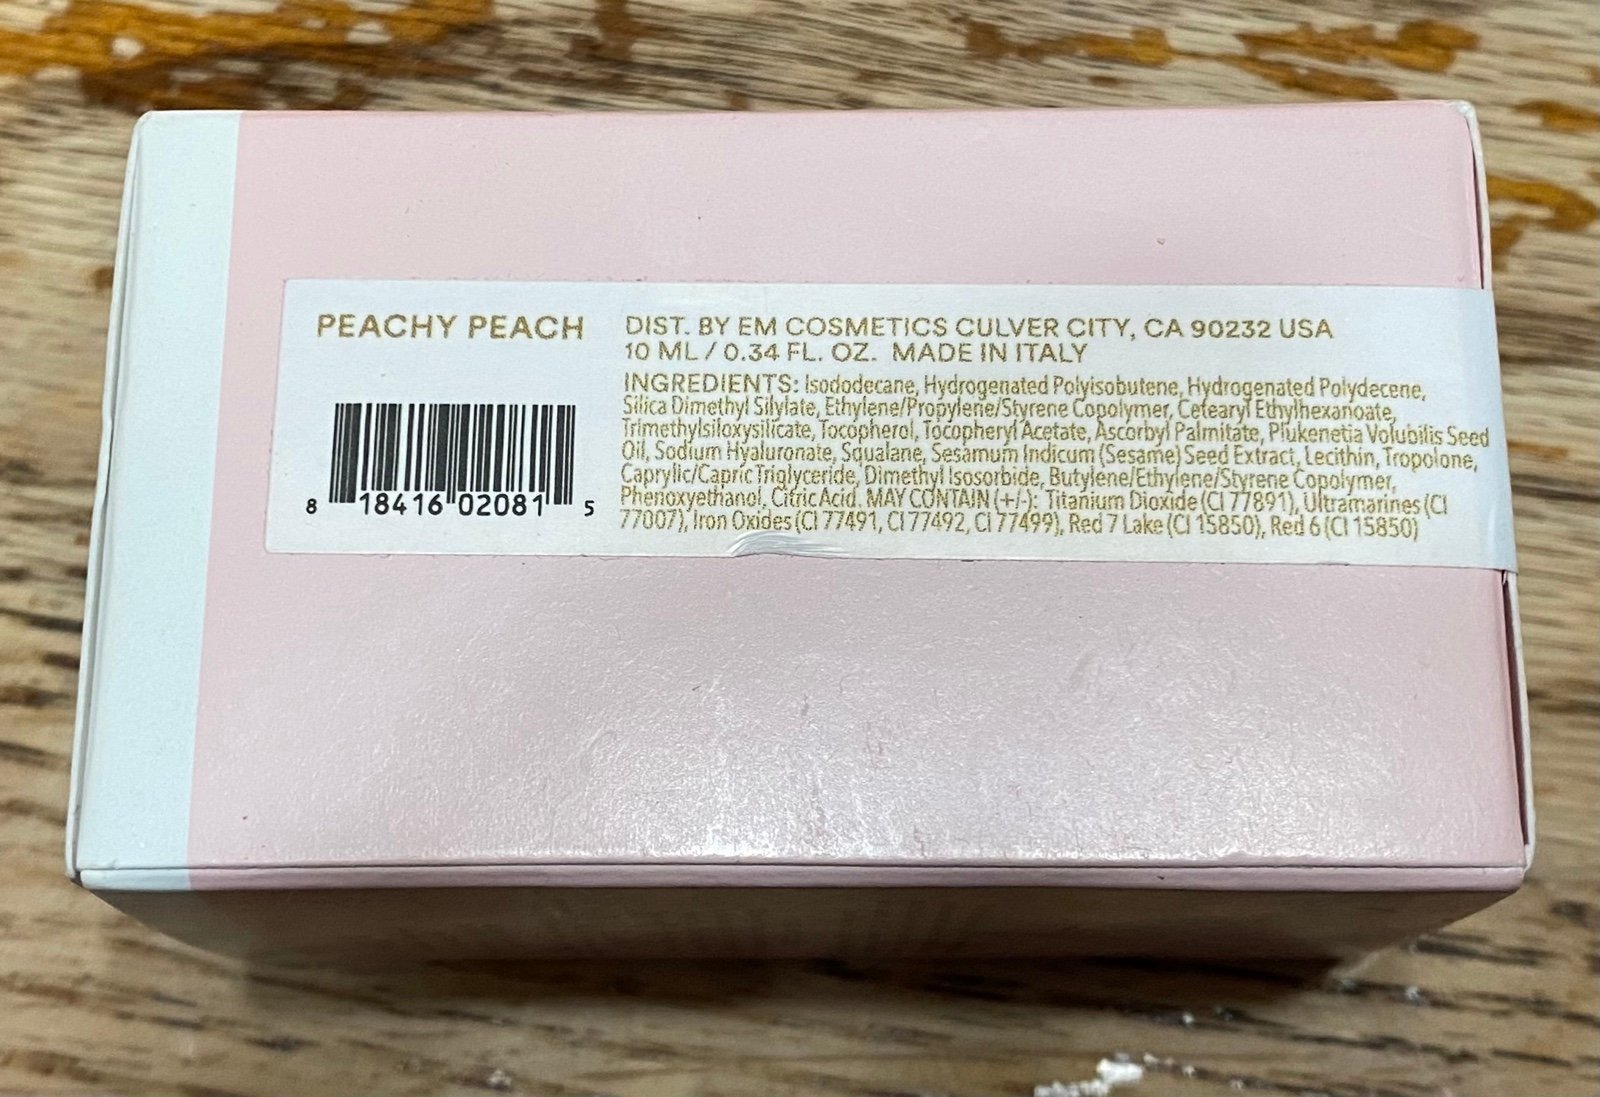 PEACHY PEACH
8 18416 02081 5
DIST. BY EM COSMETICS CULVER CITY, CA 90232 USA
10 ML / 0.34 FL. OZ. MADE IN ITALY
INGREDIENTS: Isododecane, Hydrogenated Polyisobutene, Hydrogenated Polydecene,
Silica Dimethyl Silylate, Ethylene/Propylene/Styrene Copolymer, Cetearyl Ethylhexanoate,
Trimethylsiloxysilicate, Tocopherol, Tocopheryl Acetate, Ascorbyl Palmitate, Plukenetia Volubilis Seed
Oil, Sodium Hyaluronate, Squalane, Sesamum Indicum (Sesame) Seed Extract, Lecithin, Tropolone,
Caprylic/Capric Triglyceride, Dimethyl Isosorbide, Butylene/Ethylene/Styrene Copolymer,
Phenoxyethanol, Citric Acid. MAY CONTAIN (+/-): Titanium Dioxide (CI 77891), Ultramarines (CI
77007), Iron Oxides (CI 77491, CI 77492, CI 77499), Red 7 Lake (CI 15850), Red 6 (CI 15850)